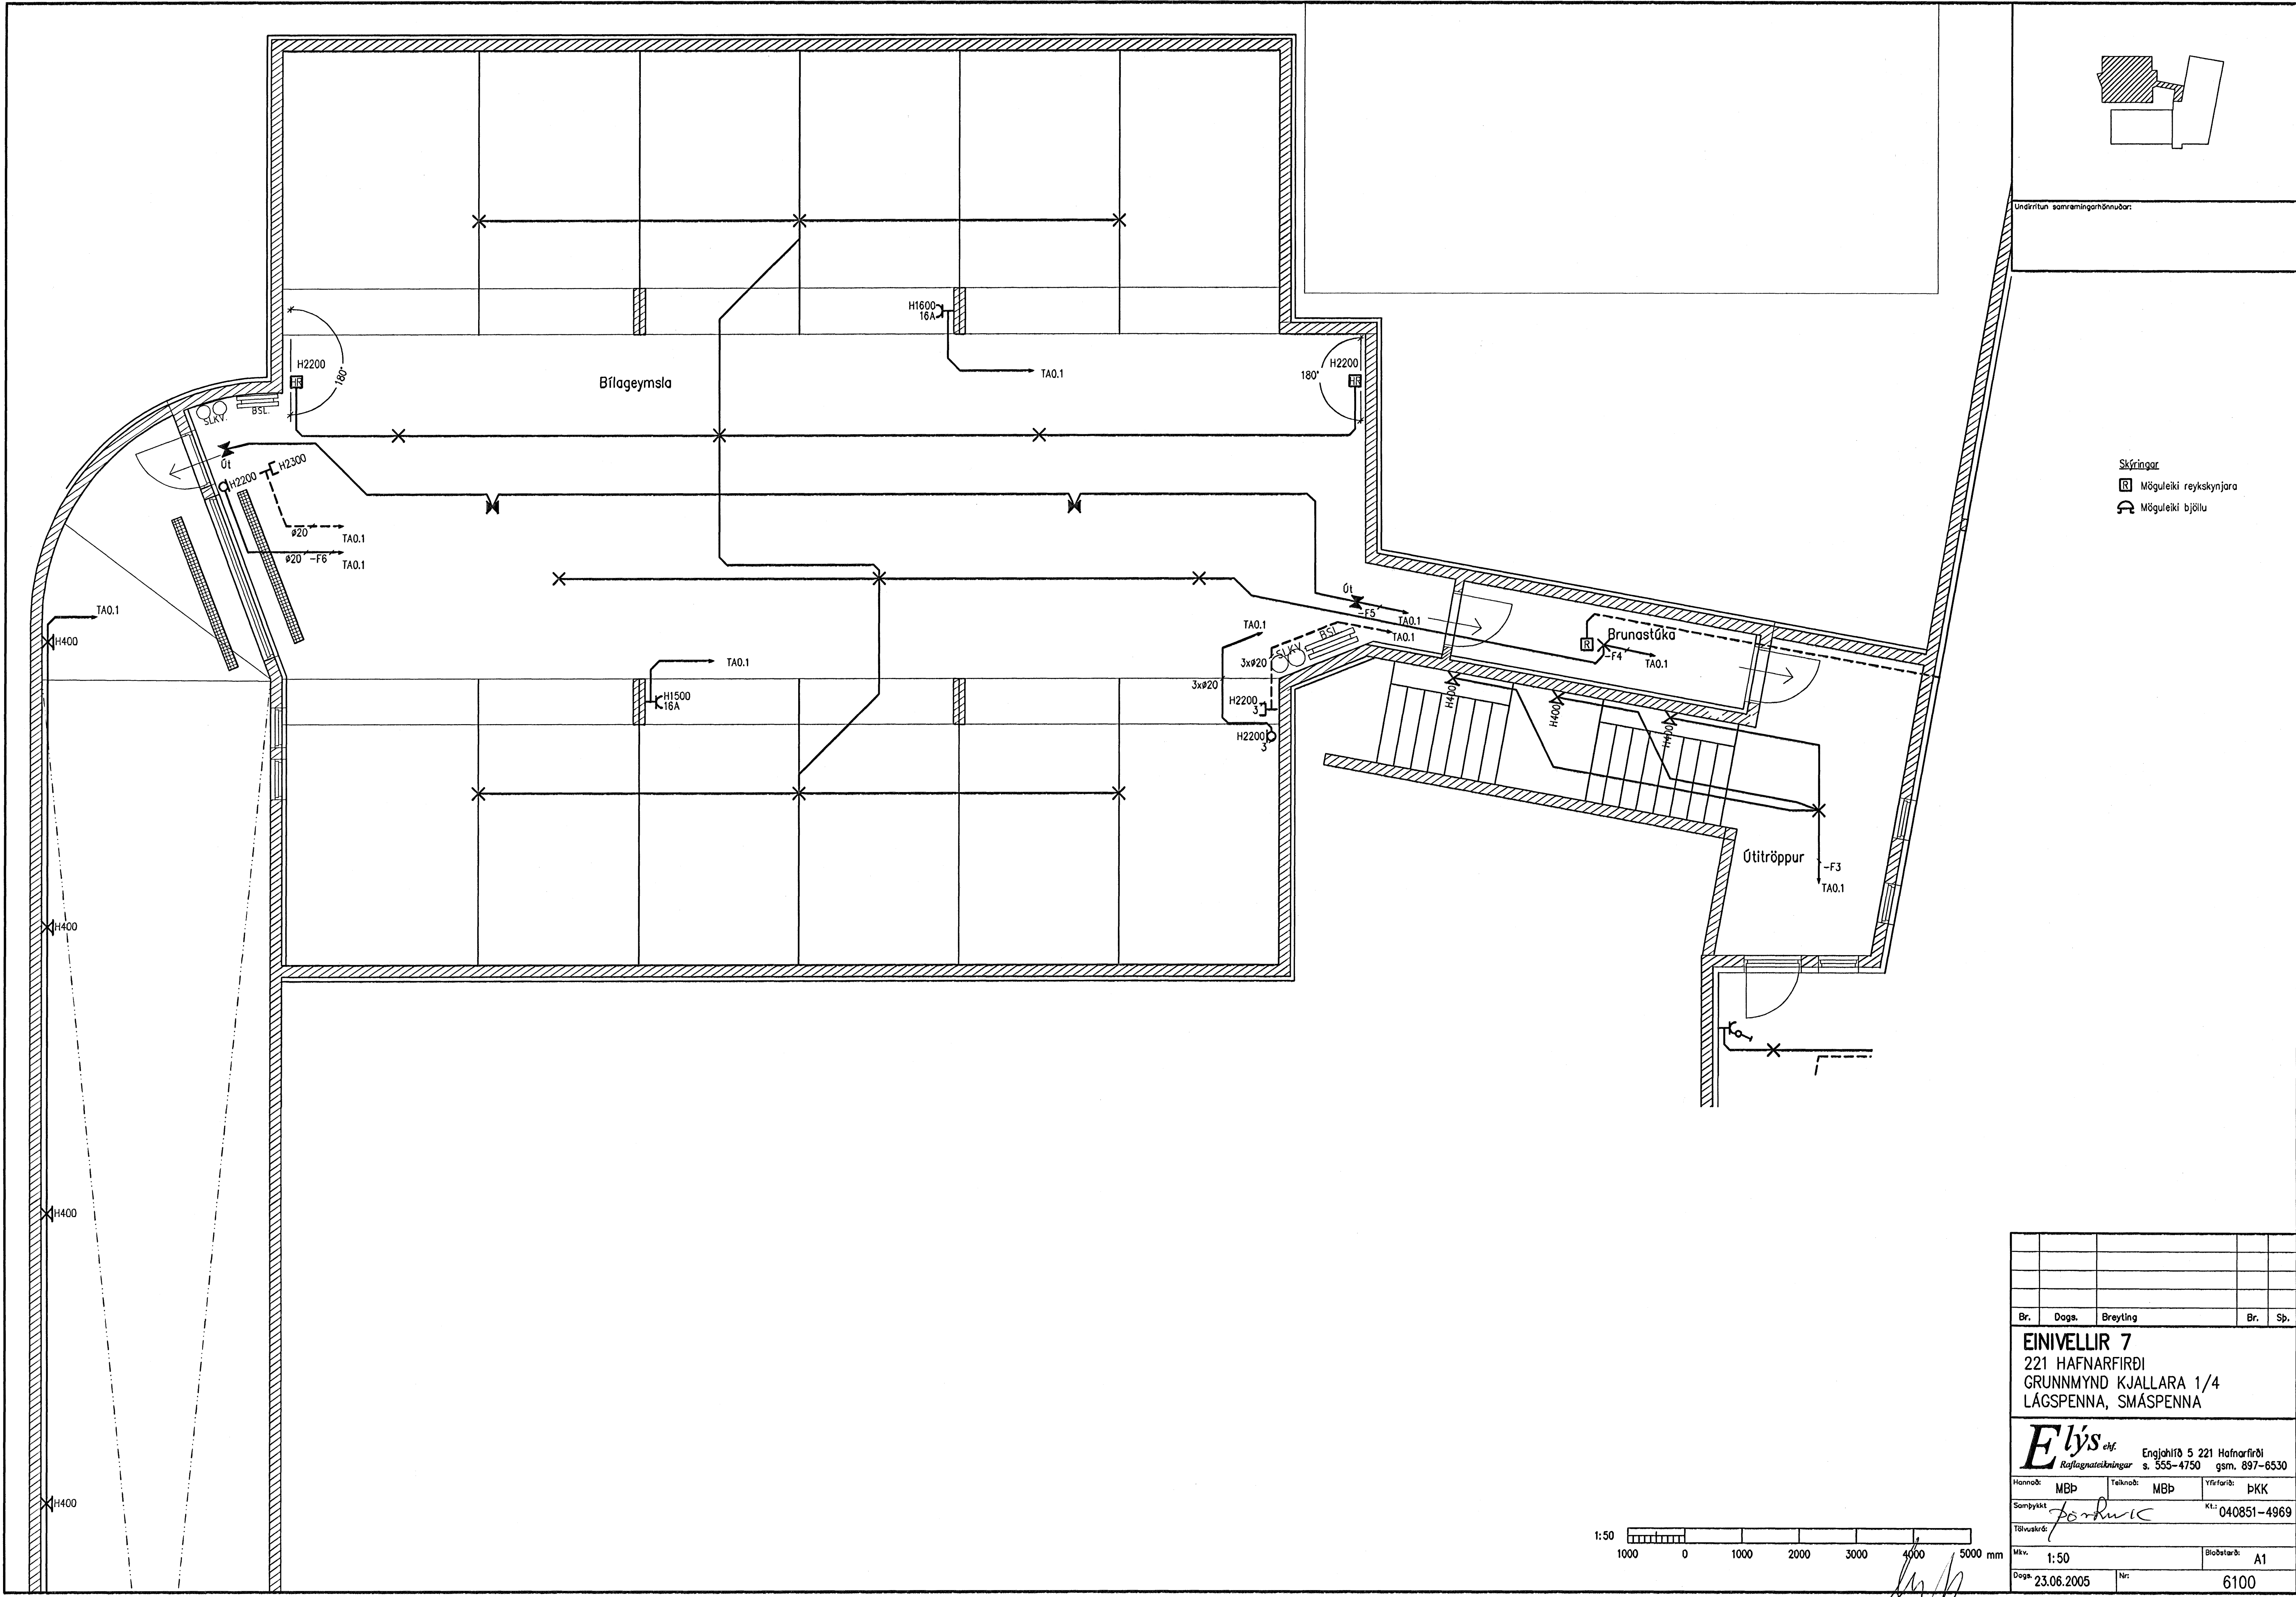 Undirritun samræmingarhönnuðar:
H1600
16A
TA0.1
H2200
180°
HR
Bílageymsla
180°
H2200
HR
SLKV.
BSL.
Út
H2200
H2300
ø20
TA0.1
ø20
-F6
TA0.1
Skýringar
R Möguleiki reykskynjara
Möguleiki bjöllu
TA0.1
H400
Út
-F5
TA0.1
TA0.1
TA0.1
BSL
SLKV
3xø20
3xø20
R
Brunastúka
-F4
TA0.1
TA0.1
H1500
16A
H2200
3
H2200
3
H400
H400
H400
Útitröppur
-F3
TA0.1
H400
H400
H400
Br.
Dags.
Breyting
Br.
Sþ.
EINIVELLIR 7
221 HAFNARFIRÐI
GRUNNMYND KJALLARA 1/4
LÁGSPENNA, SMÁSPENNA
Elýs ehf.
Raflagnateikningar
Engjahlíð 5 221 Hafnarfirði
s. 555-4750 gsm. 897-6530
Hannað: MBÞ
Teiknað: MBÞ
Yfirfarið: ÞKK
Samþykkt
Kt.: 040851-4969
Tölvuskrá:
Mkv. 1:50
Blaðstærð: A1
Dags. 23.06.2005
Nr: 6100
1:50
1000 0 1000 2000 3000 4000 5000 mm